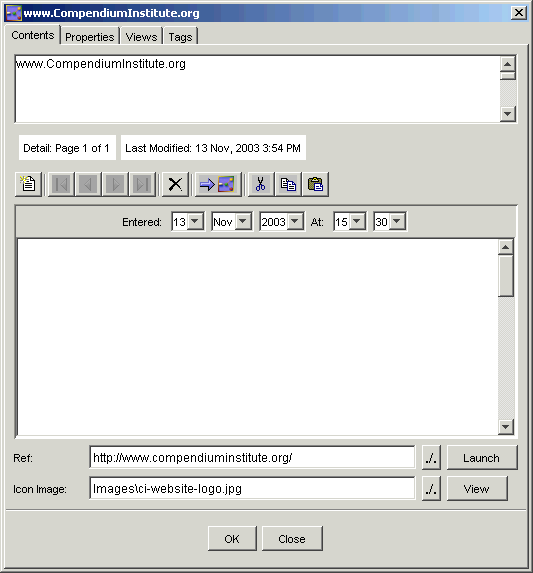 www.CompendiumInstitute.org
Contents Properties Views Tags
www.CompendiumInstitute.org
Detail: Page 1 of 1 Last Modified: 13 Nov, 2003 3:54 PM
Entered: 13 Nov 2003 At: 15 30
Ref: http://www.compendiuminstitute.org/ ./. Launch
Icon Image: Images\ci-website-logo.jpg ./. View
OK Close